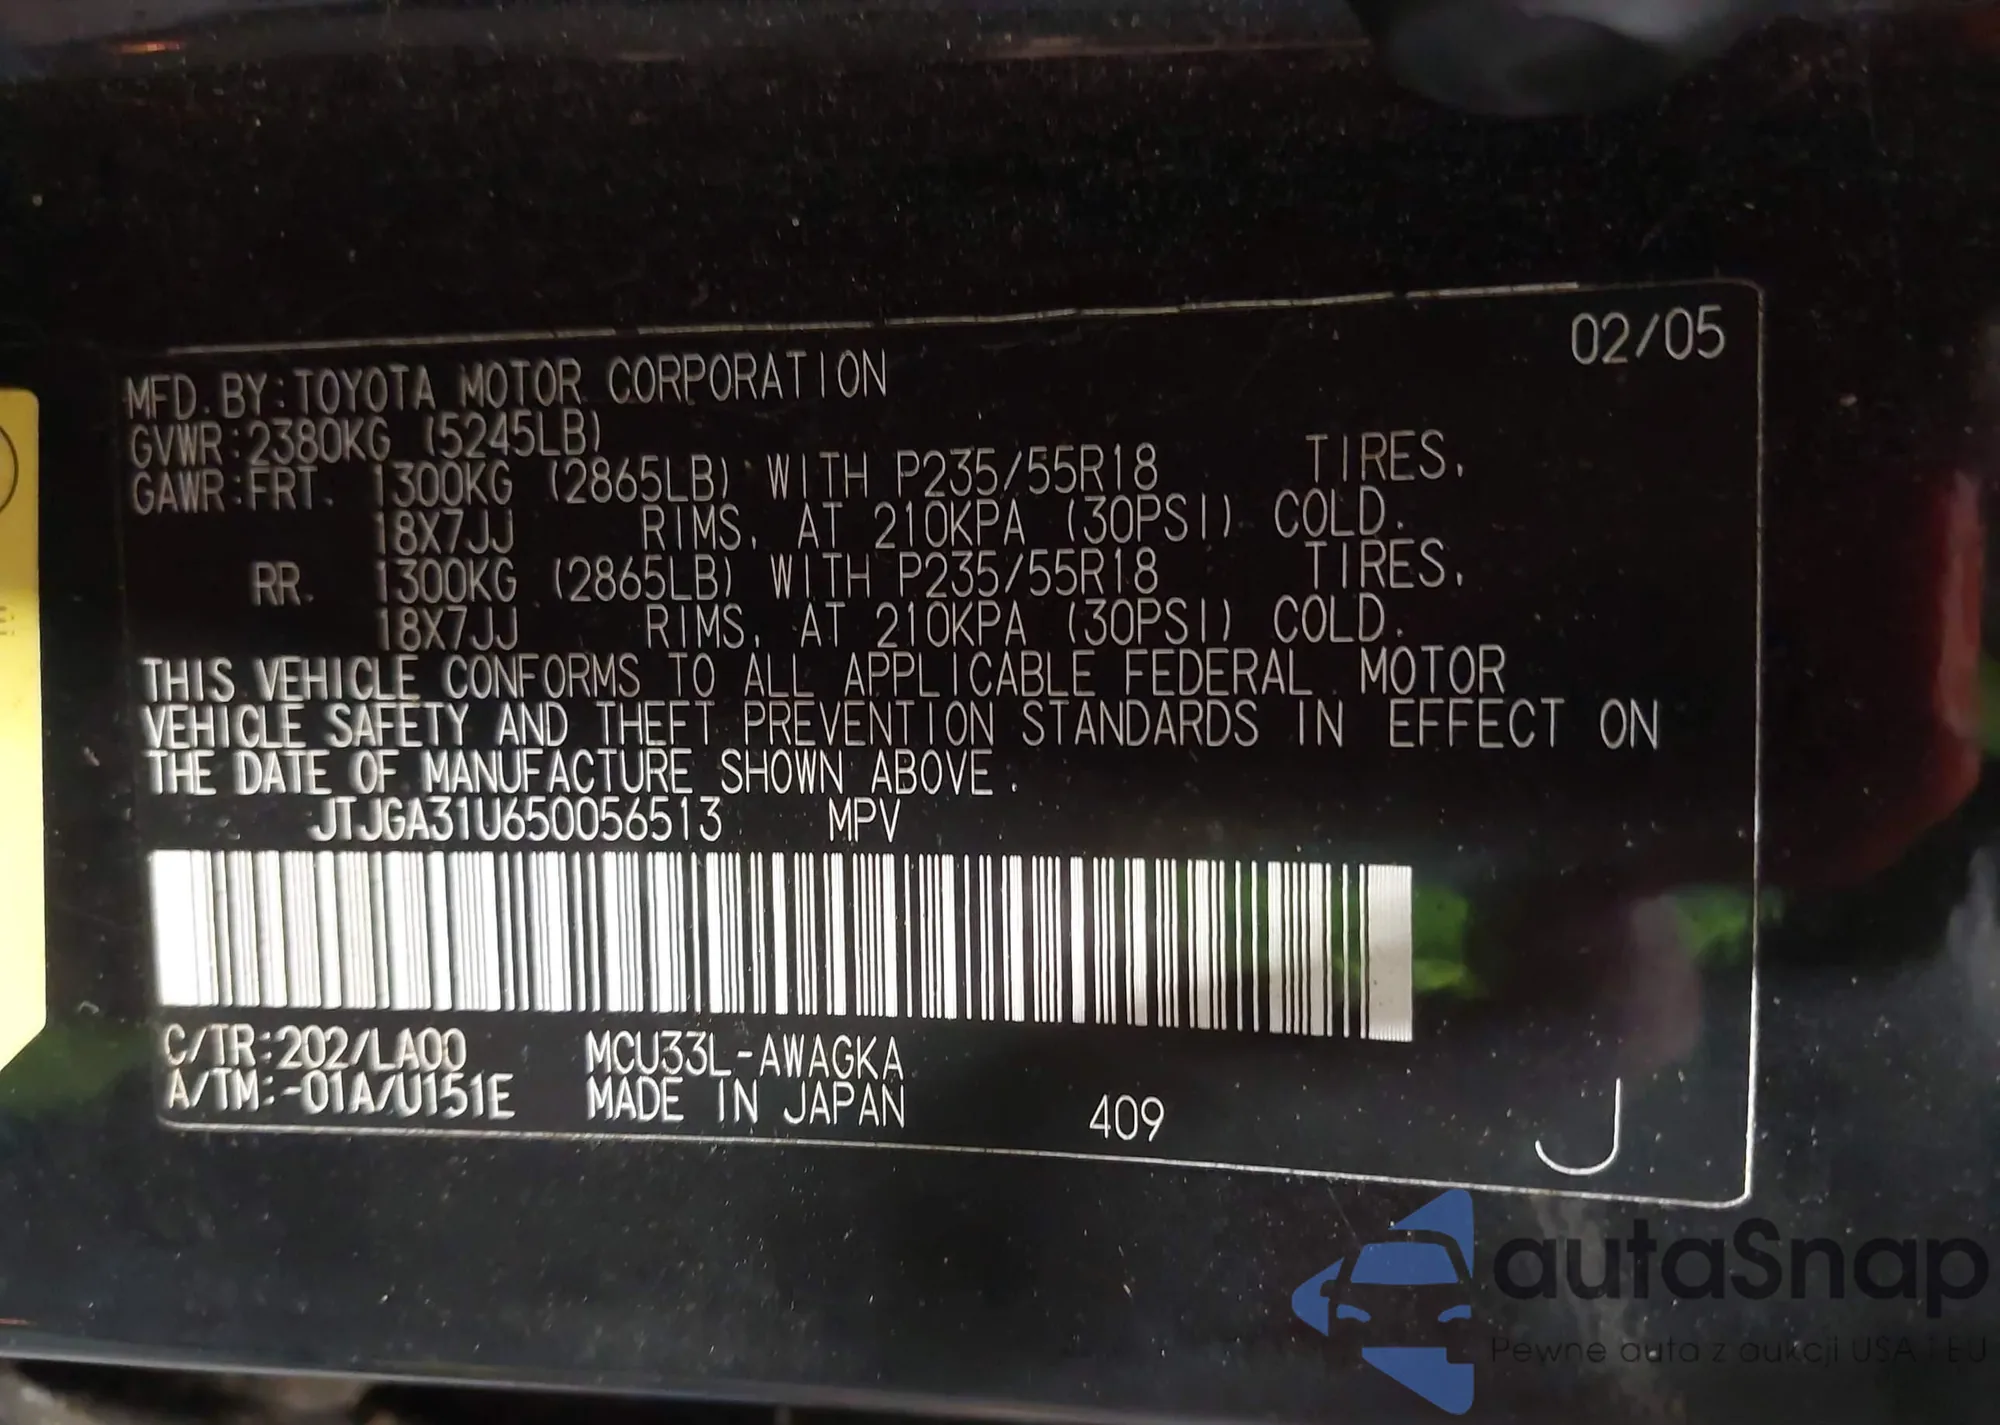 02/05
MFD. BY:TOYOTA MOTOR CORPORATION
GVWR:2380KG (5245LB)
GAWR:FRT. 1300KG (2865LB) WITH P235/55R18 TIRES.
18X7JJ RIMS. AT 210KPA (30PSI) COLD.
RR. 1300KG (2865LB) WITH P235/55R18 TIRES.
18X7JJ RIMS. AT 210KPA (30PSI) COLD.
THIS VEHICLE CONFORMS TO ALL APPLICABLE FEDERAL MOTOR
VEHICLE SAFETY AND THEFT PREVENTION STANDARDS IN EFFECT ON
THE DATE OF MANUFACTURE SHOWN ABOVE.
JTJGA31U650056513 MPV
C/TR:202/LA00 MCU33L-AWAGKA
A/TM:-01A/U151E MADE IN JAPAN 409
J
autaSnap
Pewne auta z aukcji USA i EU